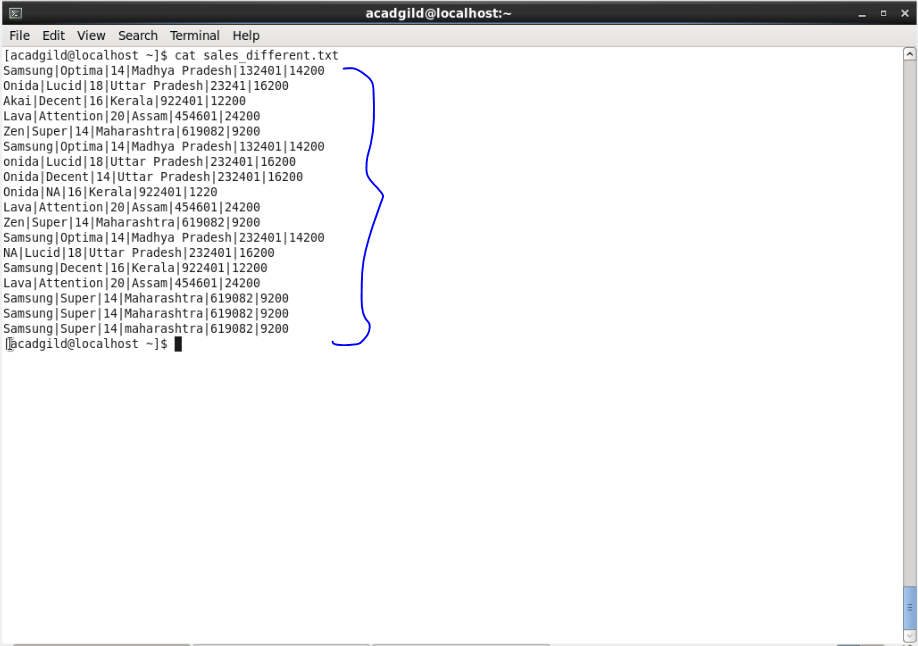 acadgild@localhost:~
File Edit View Search Terminal Help
[acadgild@localhost ~]$ cat sales_different.txt
Samsung|Optima|14|Madhya Pradesh|132401|14200
Onida|Lucid|18|Uttar Pradesh|23241|16200
Akai|Decent|16|Kerala|922401|12200
Lava|Attention|20|Assam|454601|24200
Zen|Super|14|Maharashtra|619082|9200
Samsung|Optima|14|Madhya Pradesh|132401|14200
onida|Lucid|18|Uttar Pradesh|232401|16200
Onida|Decent|14|Uttar Pradesh|232401|16200
Onida|NA|16|Kerala|922401|1220
Lava|Attention|20|Assam|454601|24200
Zen|Super|14|Maharashtra|619082|9200
Samsung|Optima|14|Madhya Pradesh|232401|14200
NA|Lucid|18|Uttar Pradesh|232401|16200
Samsung|Decent|16|Kerala|922401|12200
Lava|Attention|20|Assam|454601|24200
Samsung|Super|14|Maharashtra|619082|9200
Samsung|Super|14|Maharashtra|619082|9200
Samsung|Super|14|maharashtra|619082|9200
[acadgild@localhost ~]$